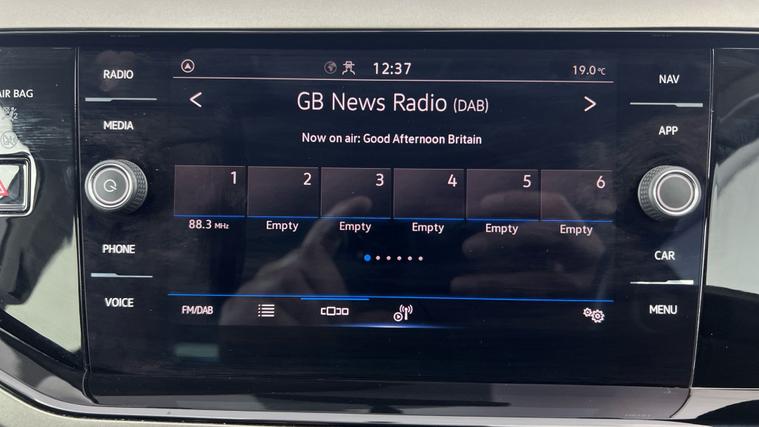 RADIO
12:37
19.0°C
NAV
AIR BAG
GB News Radio (DAB)
MEDIA
APP
Now on air: Good Afternoon Britain
1 2 3 4 5 6
88.3 MHz Empty Empty Empty Empty Empty
PHONE
CAR
VOICE
FM/DAB
MENU